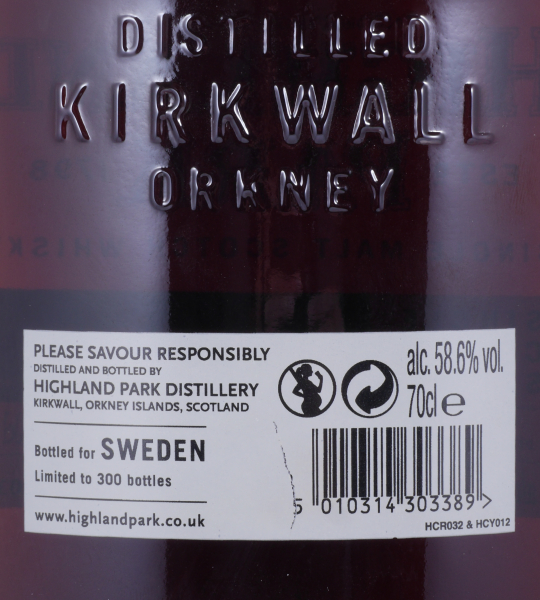 DISTILLED
KIRKWALL
ORKNEY
PLEASE SAVOUR RESPONSIBLY
DISTILLED AND BOTTLED BY
HIGHLAND PARK DISTILLERY
KIRKWALL, ORKNEY ISLANDS, SCOTLAND
Bottled for SWEDEN
Limited to 300 bottles
www.highlandpark.co.uk
alc. 58.6% vol.
70cl e
5 010314 303389 >
HCR032 & HCY012